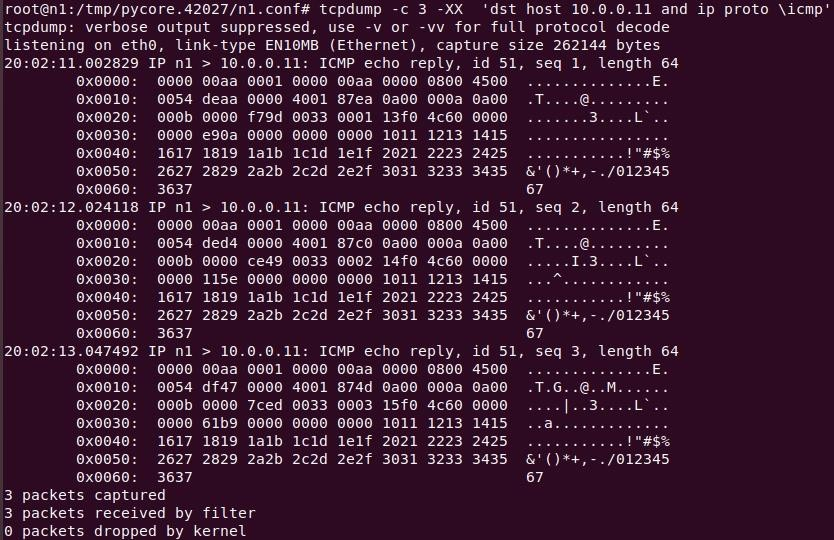 root@n1:/tmp/pycore.42027/n1.conf# tcpdump -c 3 -XX  'dst host 10.0.0.11 and ip proto \icmp'
tcpdump: verbose output suppressed, use -v or -vv for full protocol decode
listening on eth0, link-type EN10MB (Ethernet), capture size 262144 bytes
20:02:11.002829 IP n1 > 10.0.0.11: ICMP echo reply, id 51, seq 1, length 64
        0x0000:  0000 00aa 0001 0000 00aa 0000 0800 4500  ..............E.
        0x0010:  0054 deaa 0000 4001 87ea 0a00 000a 0a00  .T....@.........
        0x0020:  000b 0000 f79d 0033 0001 13f0 4c60 0000  .......3....L`..
        0x0030:  0000 e90a 0000 0000 0000 1011 1213 1415  ................
        0x0040:  1617 1819 1a1b 1c1d 1e1f 2021 2223 2425  ...........!"#$%
        0x0050:  2627 2829 2a2b 2c2d 2e2f 3031 3233 3435  &'()*+,-./012345
        0x0060:  3637                                     67
20:02:12.024118 IP n1 > 10.0.0.11: ICMP echo reply, id 51, seq 2, length 64
        0x0000:  0000 00aa 0001 0000 00aa 0000 0800 4500  ..............E.
        0x0010:  0054 ded4 0000 4001 87c0 0a00 000a 0a00  .T....@.........
        0x0020:  000b 0000 ce49 0033 0002 14f0 4c60 0000  .....I.3....L`..
        0x0030:  0000 115e 0000 0000 0000 1011 1213 1415  ...^............
        0x0040:  1617 1819 1a1b 1c1d 1e1f 2021 2223 2425  ...........!"#$%
        0x0050:  2627 2829 2a2b 2c2d 2e2f 3031 3233 3435  &'()*+,-./012345
        0x0060:  3637                                     67
20:02:13.047492 IP n1 > 10.0.0.11: ICMP echo reply, id 51, seq 3, length 64
        0x0000:  0000 00aa 0001 0000 00aa 0000 0800 4500  ..............E.
        0x0010:  0054 df47 0000 4001 874d 0a00 000a 0a00  .T.G..@..M......
        0x0020:  000b 0000 7ced 0033 0003 15f0 4c60 0000  ....|..3....L`..
        0x0030:  0000 61b9 0000 0000 0000 1011 1213 1415  ..a.............
        0x0040:  1617 1819 1a1b 1c1d 1e1f 2021 2223 2425  ...........!"#$%
        0x0050:  2627 2829 2a2b 2c2d 2e2f 3031 3233 3435  &'()*+,-./012345
        0x0060:  3637                                     67
3 packets captured
3 packets received by filter
0 packets dropped by kernel